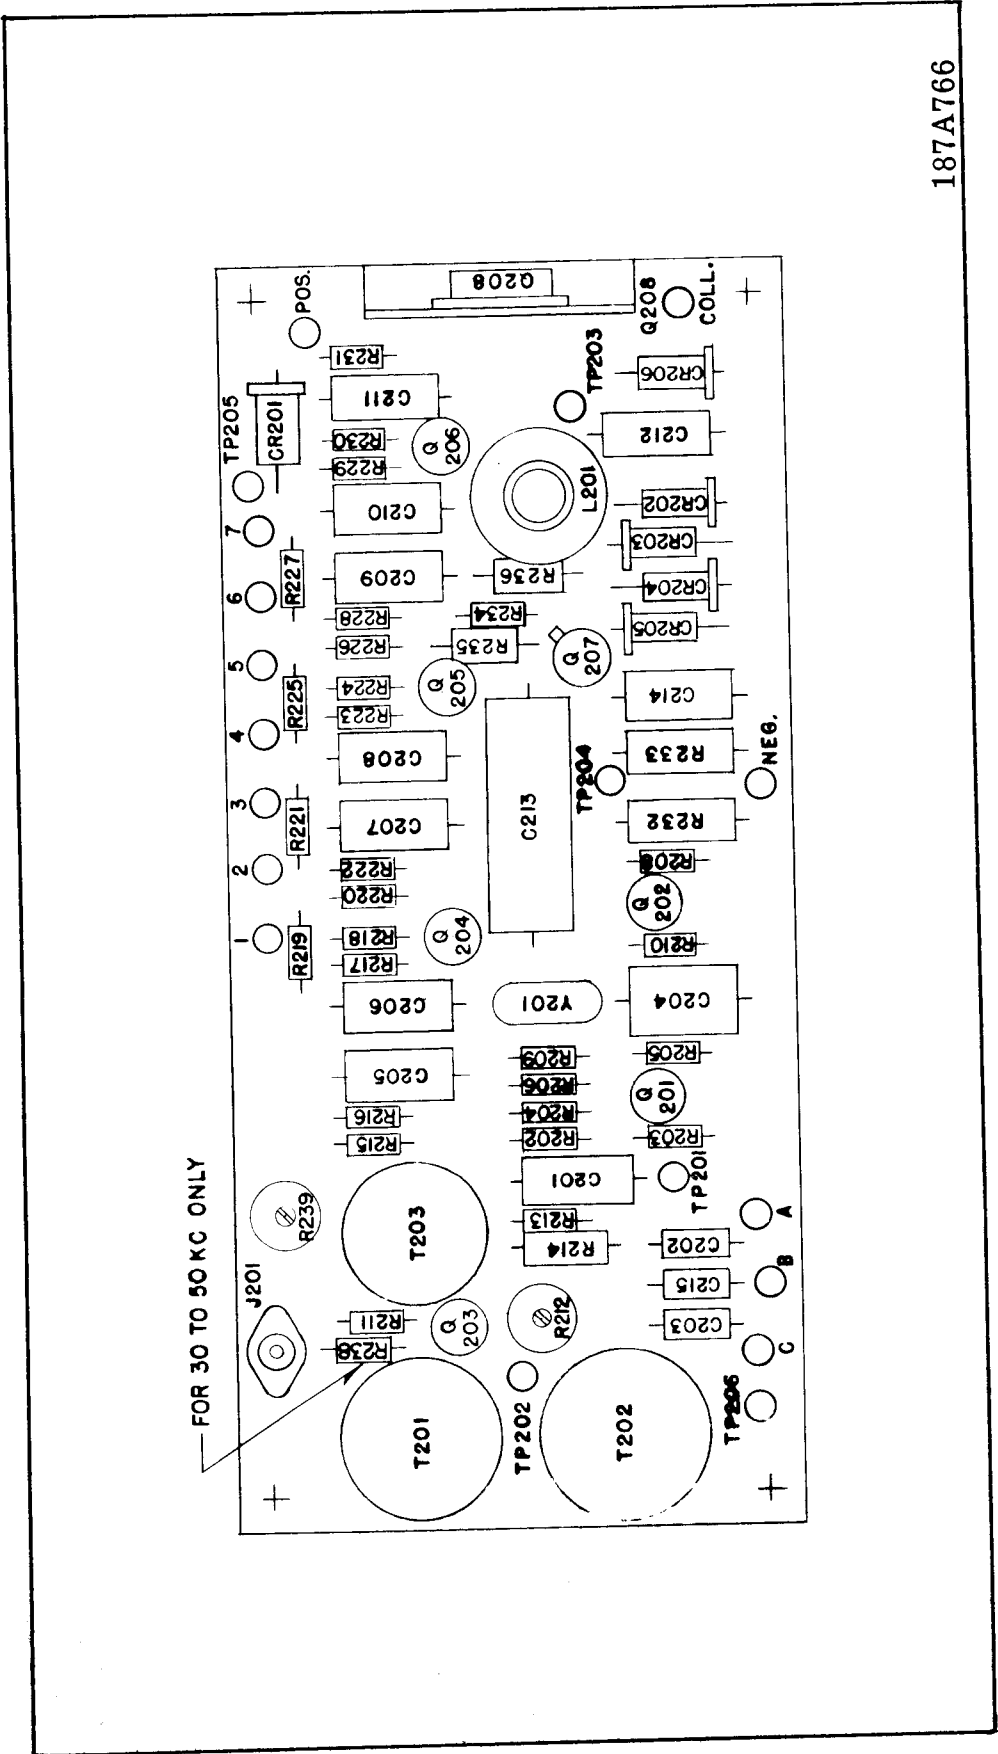 187A766
FOR 30 TO 50 KC ONLY
J201
R239
1
2
3
4
5
6
7
TP205
POS.
R219
R221
R225
R227
CR201
T201
R238
R211
Q
203
T203
R215
R216
C205
C206
R217
R218
Q
204
R220
R222
C207
C208
R223
R224
Q
205
R226
R228
C209
C210
R229
R230
Q
206
C211
R231
Q208
TP202
R212
R214
R213
C201
R202
R204
R206
R209
Y201
C213
R235
R234
R236
L201
TP203
T202
C203
C215
C202
TP201
R203
Q
201
R205
C204
R210
Q
202
R208
R232
TP204
R233
C214
Q
207
CR205
CR204
CR203
CR202
C212
CR206
Q208
COLL.
TP206
C
B
A
NEG.